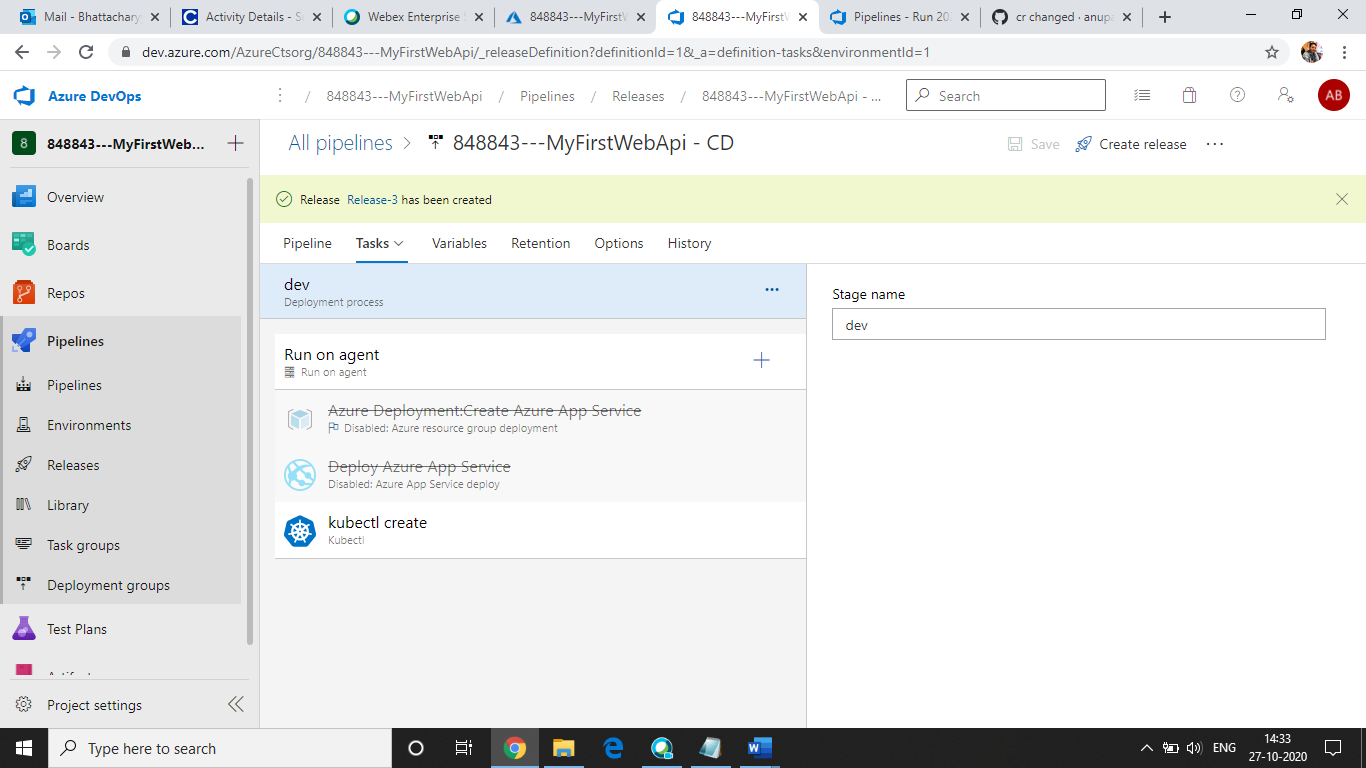 Mail - Bhattachary
Activity Details - S
Webex Enterprise
848843---MyFirstW
848843---MyFirstW
Pipelines - Run 20
cr changed · anupa
dev.azure.com/AzureCtsorg/848843---MyFirstWebApi/_releaseDefinition?definitionId=1&_a=definition-tasks&environmentId=1
Azure DevOps
/ 848843---MyFirstWebApi / Pipelines / Releases / 848843---MyFirstWebApi - ...
Search
AB
8 848843---MyFirstWeb...
All pipelines > 848843---MyFirstWebApi - CD
Save
Create release
Release Release-3 has been created
Overview
Boards
Repos
Pipelines
Pipelines
Environments
Releases
Library
Task groups
Deployment groups
Test Plans
Project settings
Pipeline Tasks Variables Retention Options History
dev
Deployment process
Run on agent
Run on agent
Azure Deployment:Create Azure App Service
Disabled: Azure resource group deployment
Deploy Azure App Service
Disabled: Azure App Service deploy
kubectl create
Kubectl
Stage name
dev
Type here to search
ENG
14:33
27-10-2020